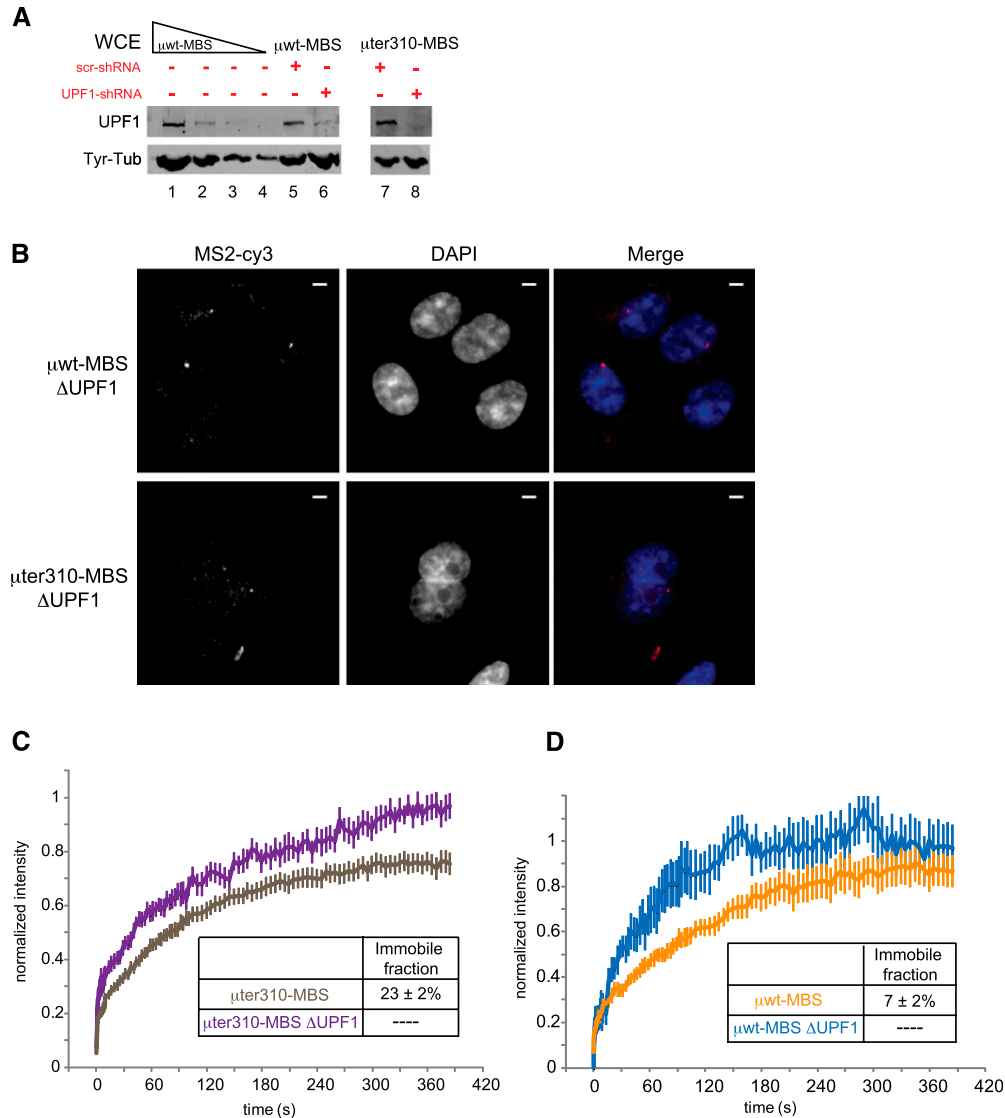 A
WCE
μwt-MBS
μwt-MBS
μter310-MBS
scr-shRNA - - - - + - + -
UPF1-shRNA - - - - - + - +
UPF1
Tyr-Tub
1 2 3 4 5 6 7 8
B
MS2-cy3 DAPI Merge
μwt-MBS
ΔUPF1
μter310-MBS
ΔUPF1
C
normalized intensity
1
0.8
0.6
0.4
0.2
0
0 60 120 180 240 300 360 420
time (s)
Immobile
fraction
μter310-MBS 23 ± 2%
μter310-MBS ΔUPF1 ----
D
normalized intensity
1
0.8
0.6
0.4
0.2
0
0 60 120 180 240 300 360 420
time (s)
Immobile
fraction
μwt-MBS 7 ± 2%
μwt-MBS ΔUPF1 ----